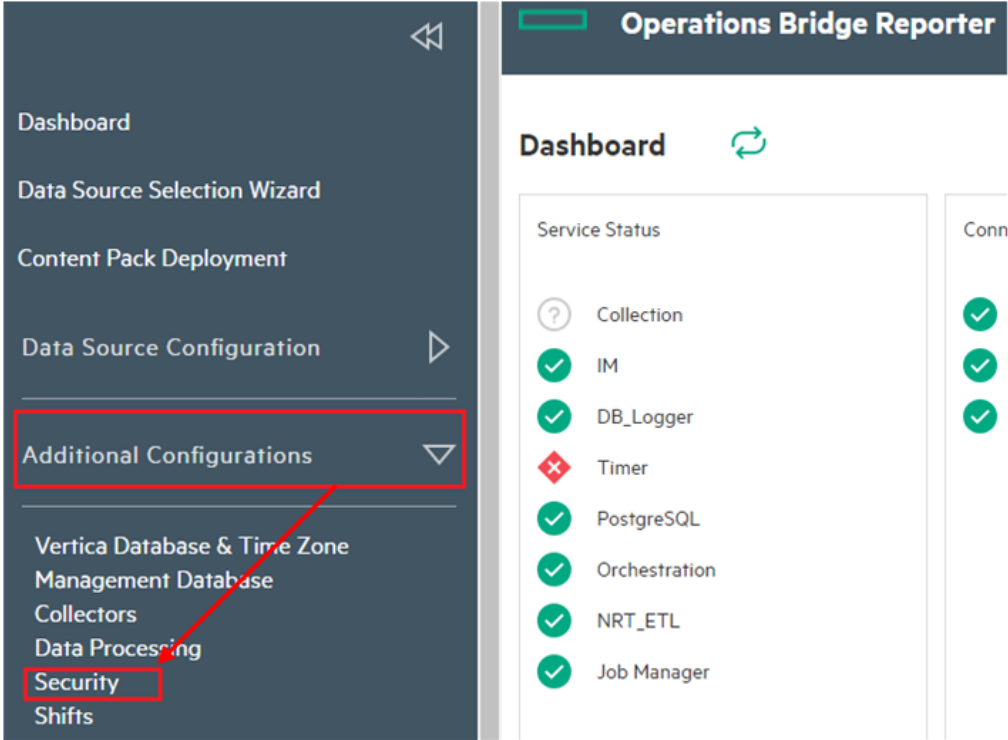 Dashboard
Data Source Selection Wizard
Content Pack Deployment
Data Source Configuration
Additional Configurations
Vertica Database & Time Zone
Management Database
Collectors
Data Processing
Security
Shifts
Operations Bridge Reporter
Dashboard
Service Status
Collection
IM
DB_Logger
Timer
PostgreSQL
Orchestration
NRT_ETL
Job Manager
Conn